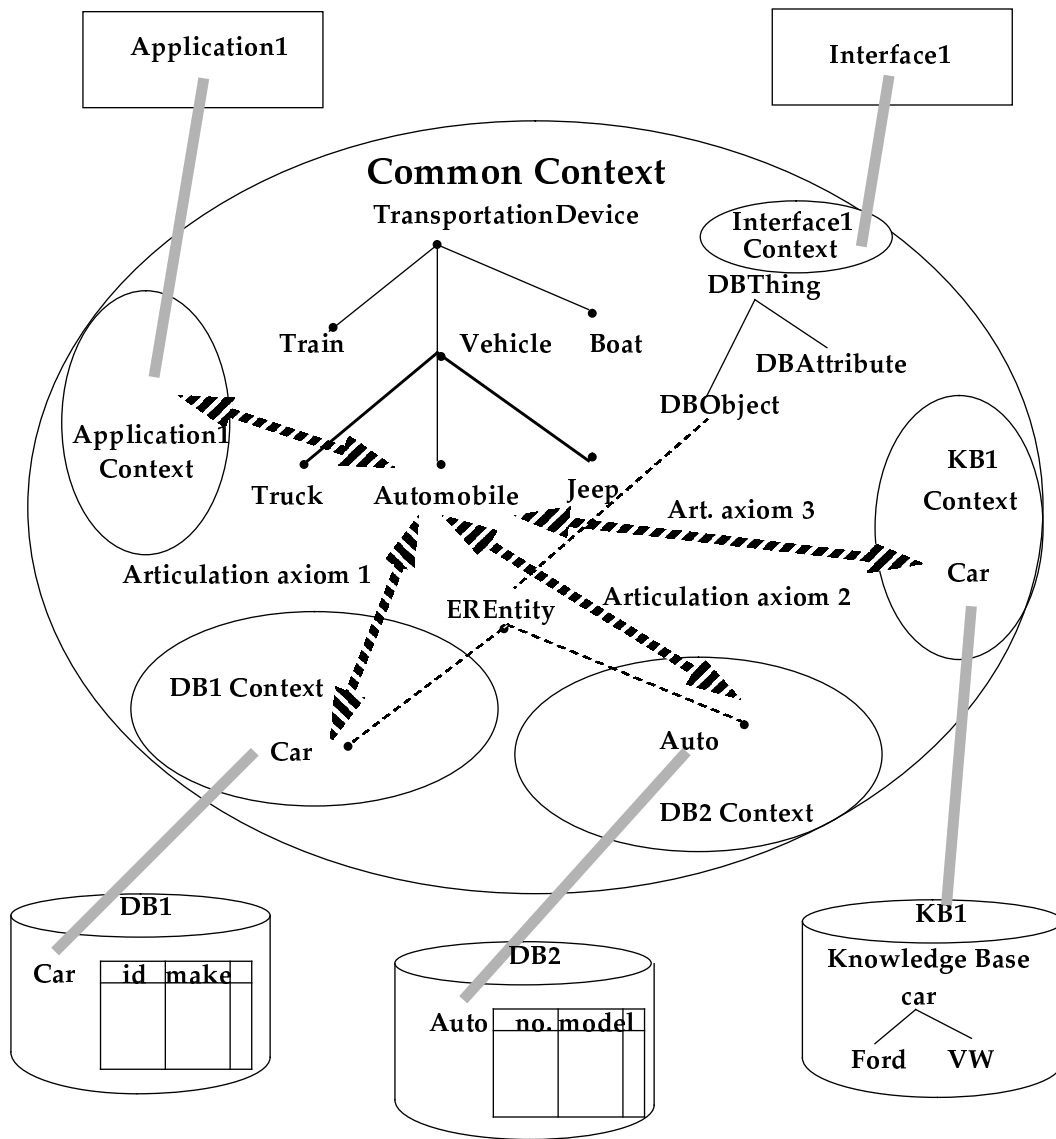 Application1
Interface1
Common Context
TransportationDevice
Interface1
Context
DBThing
Train
Vehicle
Boat
DBAttribute
DBObject
Application1
Context
KB1
Context
Truck
Automobile
Jeep
Art. axiom 3
Car
Articulation axiom 1
EREntity
Articulation axiom 2
DB1 Context
Car
Auto
DB2 Context
DB1
Car
id make
DB2
Auto
no. model
KB1
Knowledge Base
car
Ford
VW